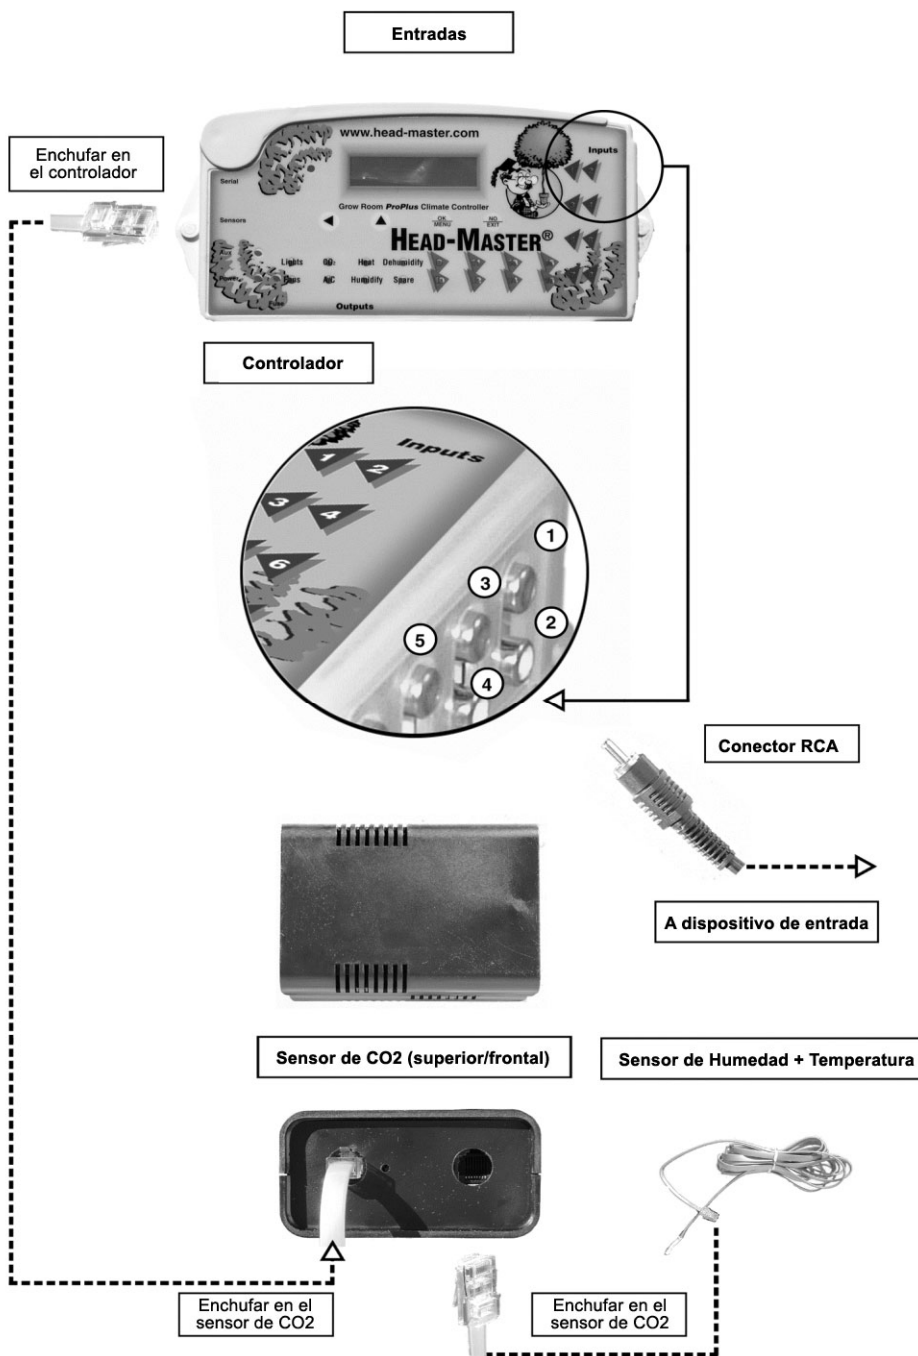 Entradas
Enchufar en
el controlador
www.head-master.com
Inputs
Serial
Sensors
Grow Room ProPlus Climate Controller
OK
MENU
NO
EXIT
HEAD-MASTER®
Lights CO2 Heat Dehumidify
A/C Humidify Spare
Outputs
Controlador
Inputs
1
2
3
4
6
1
3
2
5
4
Conector RCA
A dispositivo de entrada
Sensor de CO2 (superior/frontal)
Sensor de Humedad + Temperatura
Enchufar en el
sensor de CO2
Enchufar en el
sensor de CO2